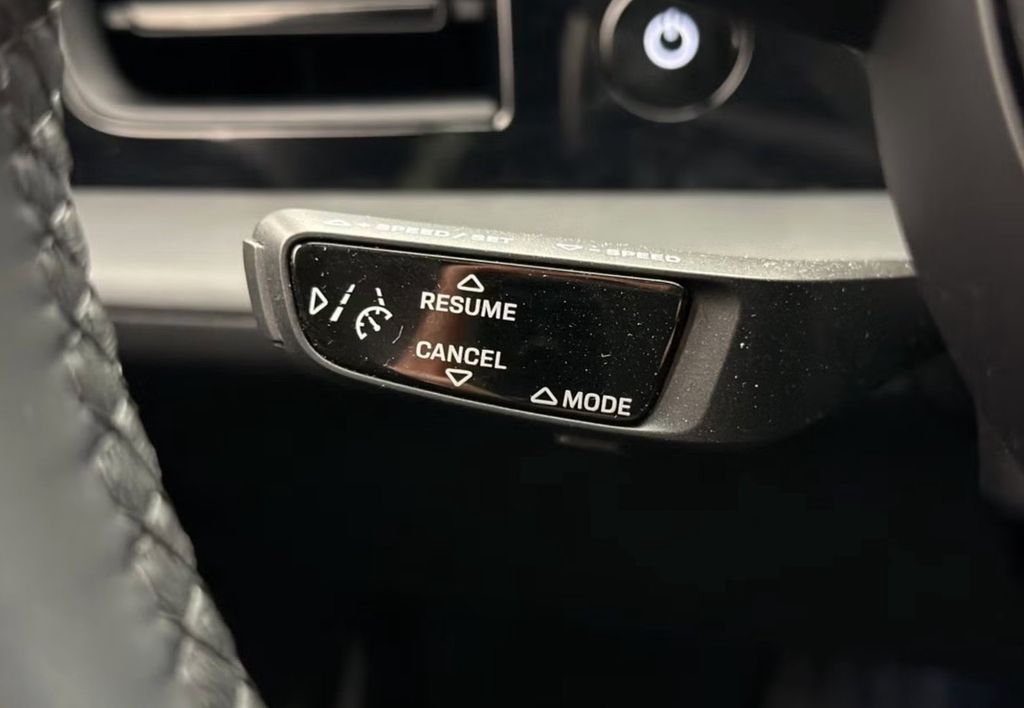 + SPEED / SET
- SPEED
RESUME
CANCEL
MODE